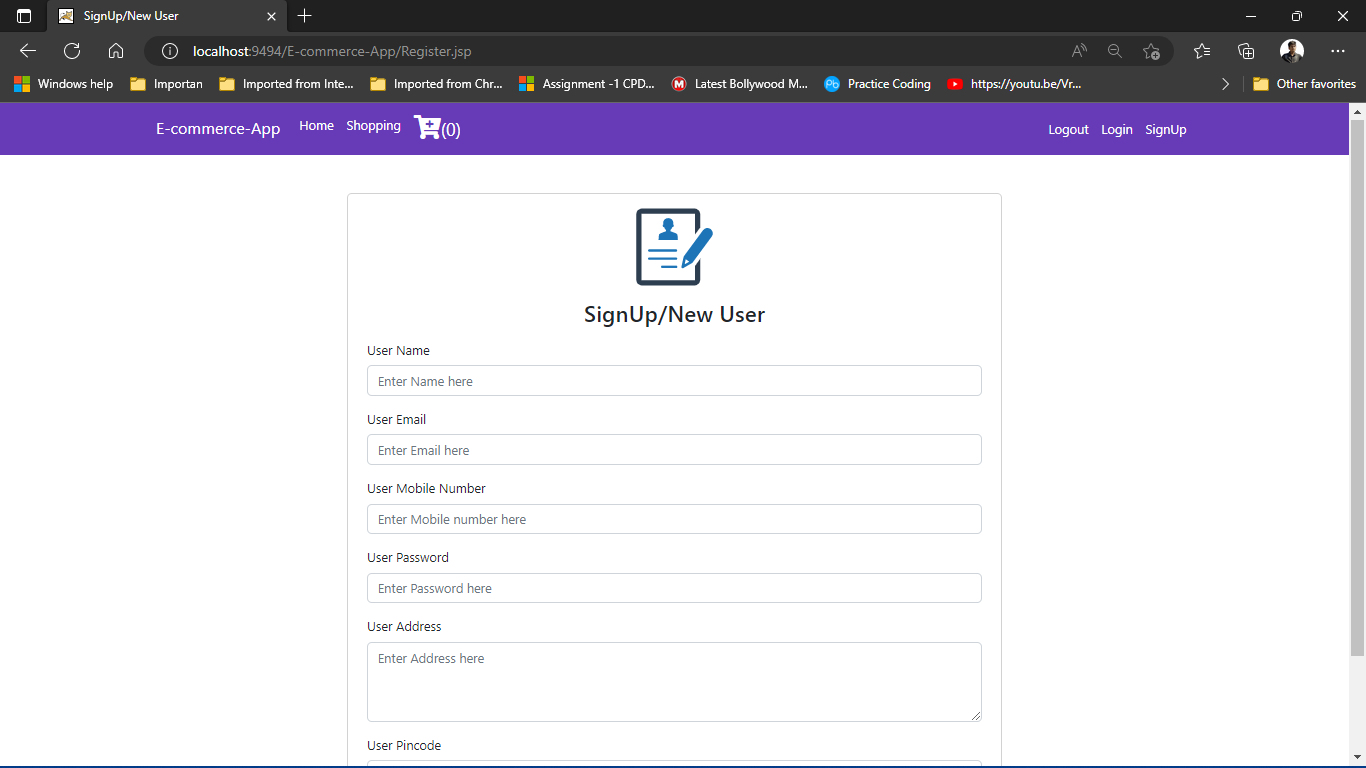 SignUp/New User
localhost:9494/E-commerce-App/Register.jsp
Windows help Importan Imported from Inte... Imported from Chr... Assignment -1 CPD... Latest Bollywood M... Practice Coding https://youtu.be/Vr... Other favorites
E-commerce-App Home Shopping (0) Logout Login SignUp
SignUp/New User
User Name
Enter Name here
User Email
Enter Email here
User Mobile Number
Enter Mobile number here
User Password
Enter Password here
User Address
Enter Address here
User Pincode